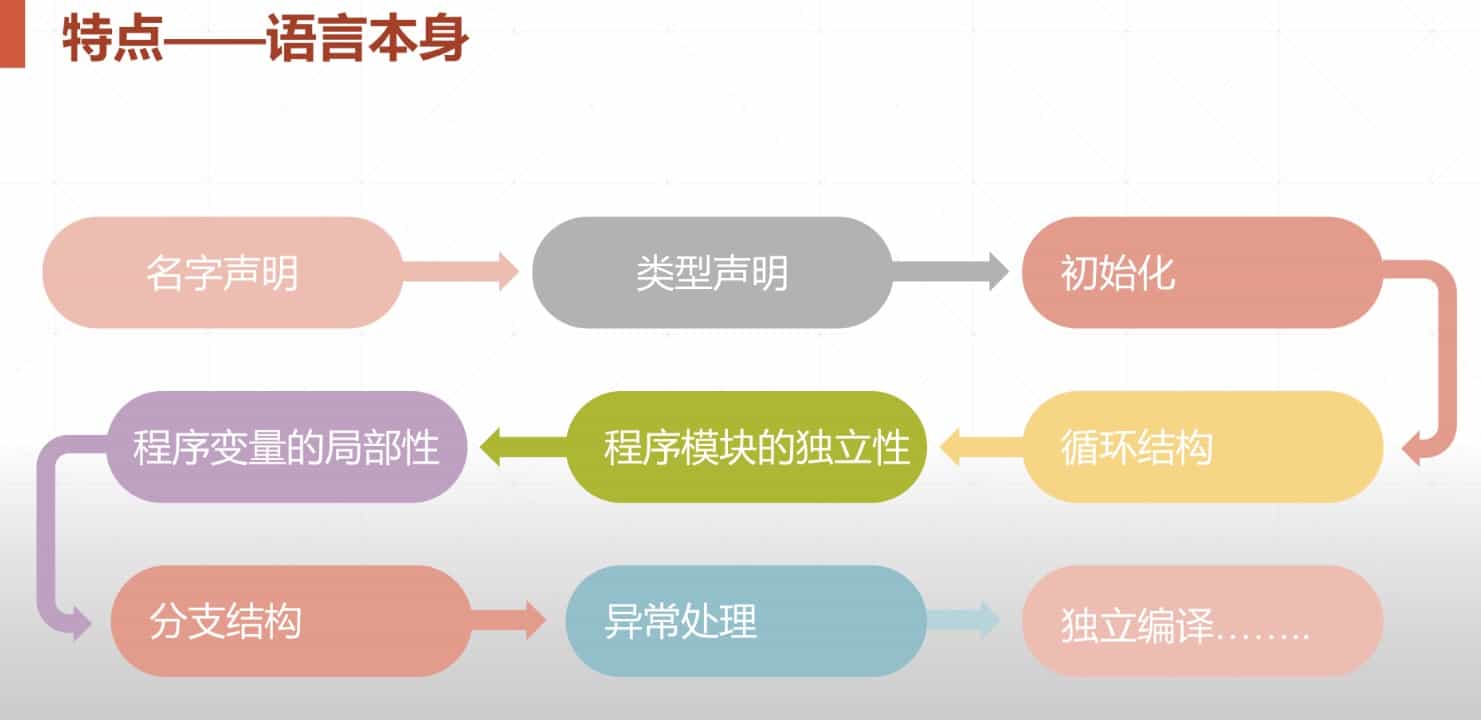 特点——语言本身
名字声明
类型声明
初始化
循环结构
程序模块的独立性
程序变量的局部性
分支结构
异常处理
独立编译........